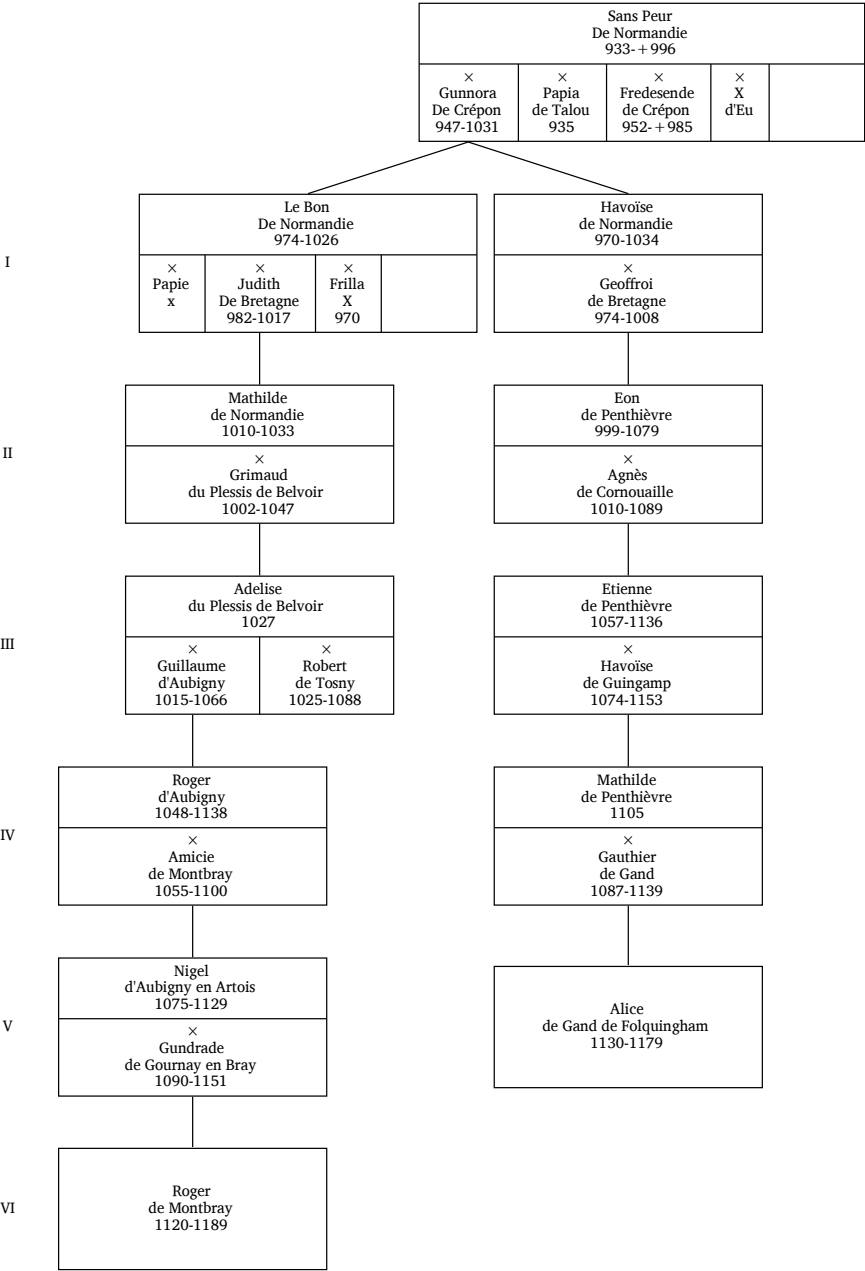 Sans Peur
De Normandie
933-+996
×
Gunnora
De Crépon
947-1031
×
Papia
de Talou
935
×
Fredesende
de Crépon
952-+985
×
X
d'Eu
I
Le Bon
De Normandie
974-1026
×
Papie
x
×
Judith
De Bretagne
982-1017
×
Frilla
X
970
Havoïse
de Normandie
970-1034
×
Geoffroi
de Bretagne
974-1008
II
Mathilde
de Normandie
1010-1033
×
Grimaud
du Plessis de Belvoir
1002-1047
Eon
de Penthièvre
999-1079
×
Agnès
de Cornouaille
1010-1089
III
Adelise
du Plessis de Belvoir
1027
×
Guillaume
d'Aubigny
1015-1066
×
Robert
de Tosny
1025-1088
Etienne
de Penthièvre
1057-1136
×
Havoïse
de Guingamp
1074-1153
IV
Roger
d'Aubigny
1048-1138
×
Amicie
de Montbray
1055-1100
Mathilde
de Penthièvre
1105
×
Gauthier
de Gand
1087-1139
V
Nigel
d'Aubigny en Artois
1075-1129
×
Gundrade
de Gournay en Bray
1090-1151
Alice
de Gand de Folquingham
1130-1179
VI
Roger
de Montbray
1120-1189